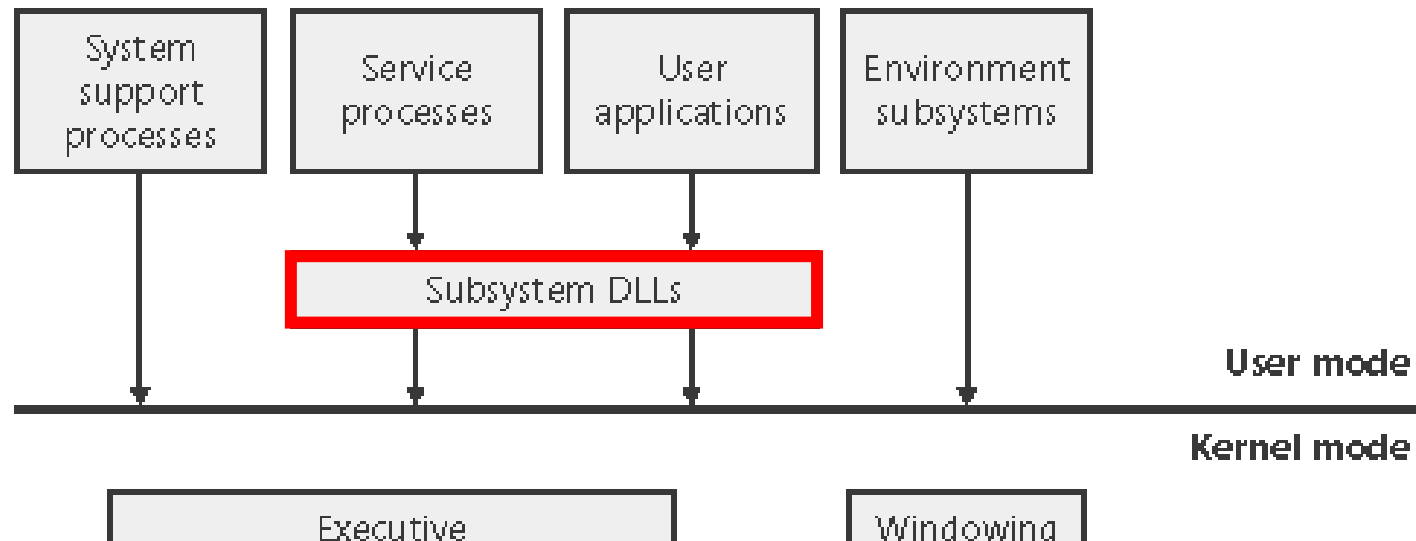 System
support
processes
Service
processes
User
applications
Environment
subsystems
Subsystem DLLs
User mode
Kernel mode
Executive
Windowing